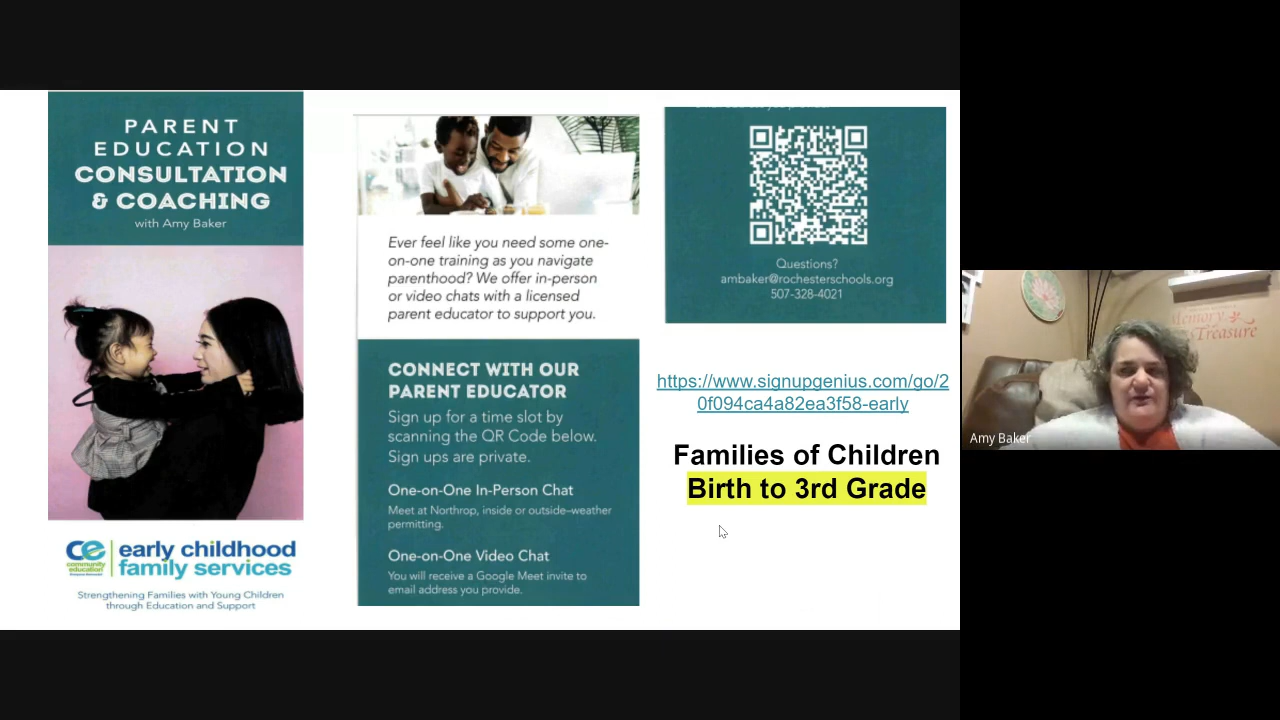 PARENT
EDUCATION
CONSULTATION
& COACHING
with Amy Baker
ce
community
education
early childhood
family services
Strengthening Families with Young Children
through Education and Support
Ever feel like you need some one-
on-one training as you navigate
parenthood? We offer in-person
or video chats with a licensed
parent educator to support you.
CONNECT WITH OUR
PARENT EDUCATOR
Sign up for a time slot by
scanning the QR Code below.
Sign ups are private.
One-on-One In-Person Chat
Meet at Northrop, inside or outside–weather
permitting.
One-on-One Video Chat
You will receive a Google Meet invite to
email address you provide.
Questions?
ambaker@rochesterschools.org
507-328-4021
https://www.signupgenius.com/go/2
0f094ca4a82ea3f58-early
Families of Children
Birth to 3rd Grade
Memory
Treasure
Amy Baker